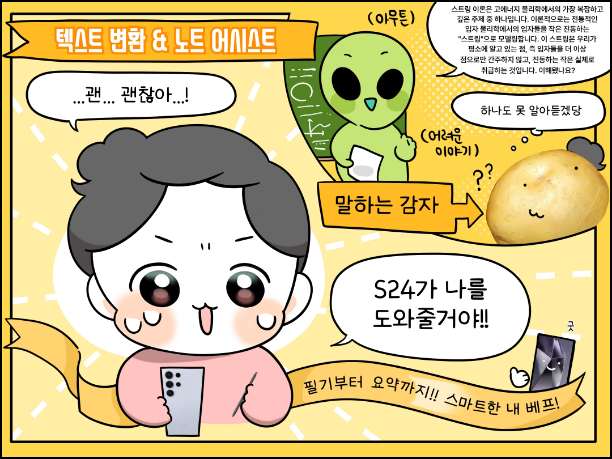 텍스트 변환 & 노트 어시스트
(아무튼)
스트링 이론은 고에너지 물리학에서의 가장 복잡하고
깊은 주제 중 하나입니다. 이론적으로는 전통적인
입자 물리학에서의 입자들을 작은 진동하는
"스트링"으로 모델링합니다. 이 스트링은 우리가
평소에 알고 있는 점, 즉 입자들을 더 이상
점으로만 간주하지 않고, 진동하는 작은 실체로
취급하는 것입니다. 이해됐나요?
...괜... 괜찮아...!
하나도 못 알아듣겠당
(어려운
이야기)
??
말하는 감자
S24가 나를
도와줄거야!!
굿
필기부터 요약까지!! 스마트한 내 베프!